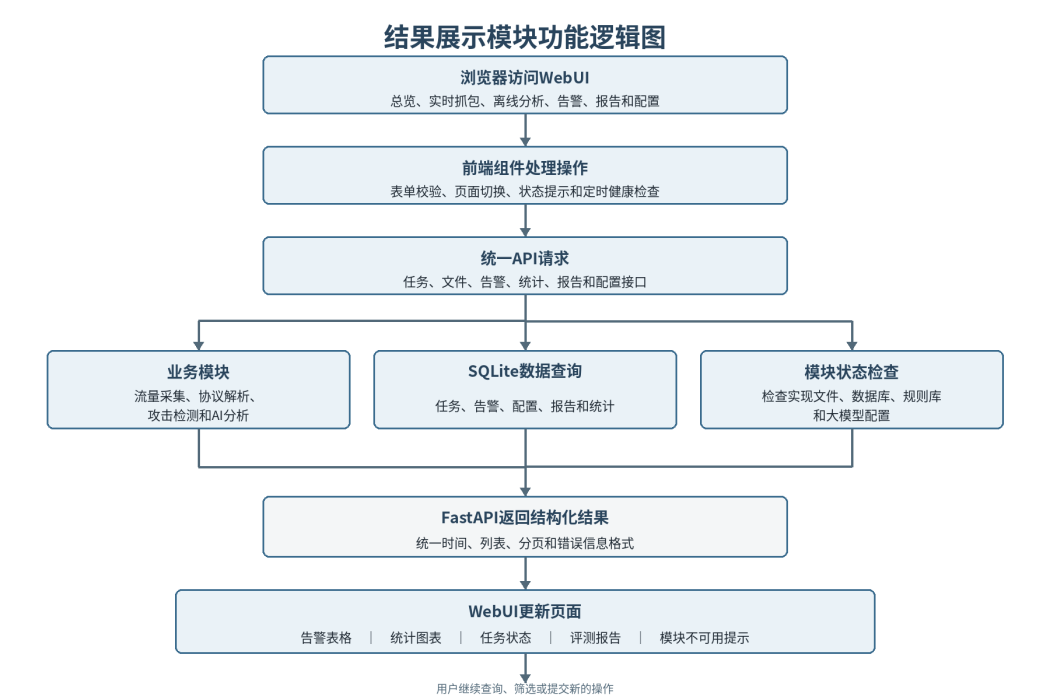 结果展示模块功能逻辑图
浏览器访问WebUI
总览、实时抓包、离线分析、告警、报告和配置
前端组件处理操作
表单校验、页面切换、状态提示和定时健康检查
统一API请求
任务、文件、告警、统计、报告和配置接口
业务模块
流量采集、协议解析、
攻击检测和AI分析
SQLite数据查询
任务、告警、配置、报告和统计
模块状态检查
检查实现文件、数据库、规则库
和大模型配置
FastAPI返回结构化结果
统一时间、列表、分页和错误信息格式
WebUI更新页面
告警表格 | 统计图表 | 任务状态 | 评测报告 | 模块不可用提示
用户继续查询、筛选或提交新的操作